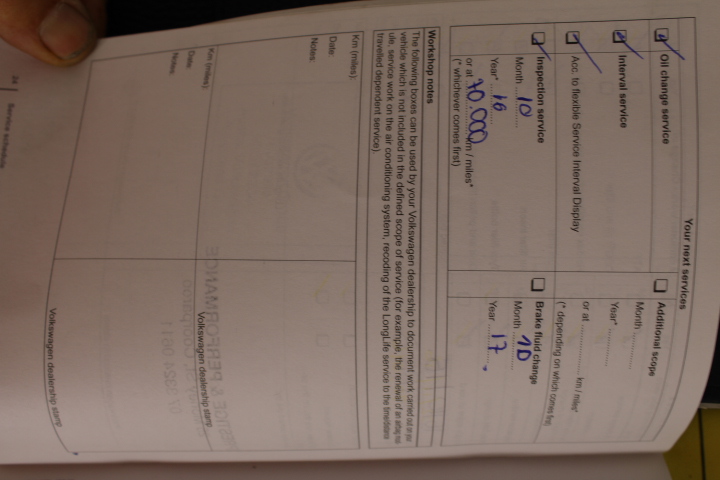 Your next services
Oil change service
Interval service
Acc. to flexible Service Interval Display
Inspection service
Month 10
Year* 16
or at 70.000 km / miles*
(* whichever comes first)
Additional scope
Month
Year*
or at km / miles*
(* depending on which comes first)
Brake fluid change
Month 10
Year 17
Workshop notes
The following boxes can be used by your Volkswagen dealership to document work carried out on your
vehicle which is not included in the defined scope of service (for example, the renewal of an airbag mod-
ule, service work on the air conditioning system, recoding of the LongLife service to the time/distance
travelled dependent service).
Km (miles):
Date:
Notes:
Volkswagen dealership stamp
Km (miles):
Date:
Notes:
Volkswagen dealership stamp
24 Service schedule